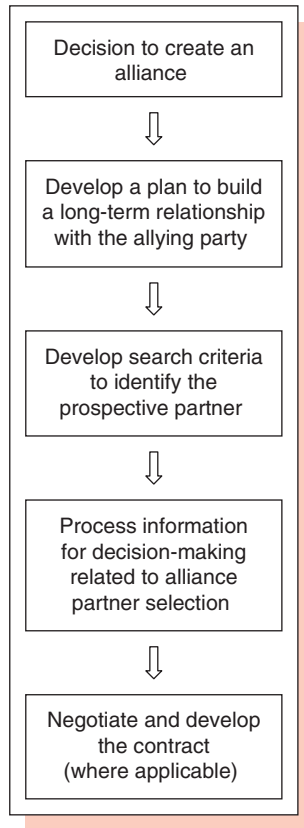 Decision to create an
alliance
Develop a plan to build
a long-term relationship
with the allying party
Develop search criteria
to identify the
prospective partner
Process information
for decision-making
related to alliance
partner selection
Negotiate and develop
the contract
(where applicable)